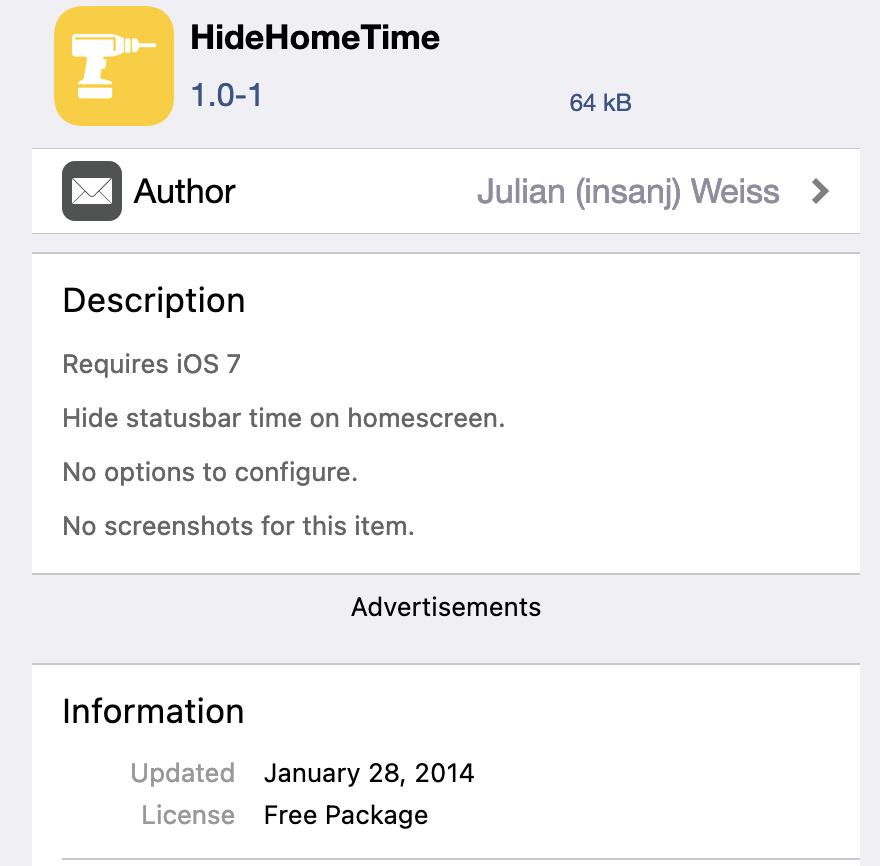 HideHomeTime
1.0-1
64 kB
Author
Julian (insanj) Weiss
Description
Requires iOS 7
Hide statusbar time on homescreen.
No options to configure.
No screenshots for this item.
Advertisements
Information
Updated January 28, 2014
License Free Package